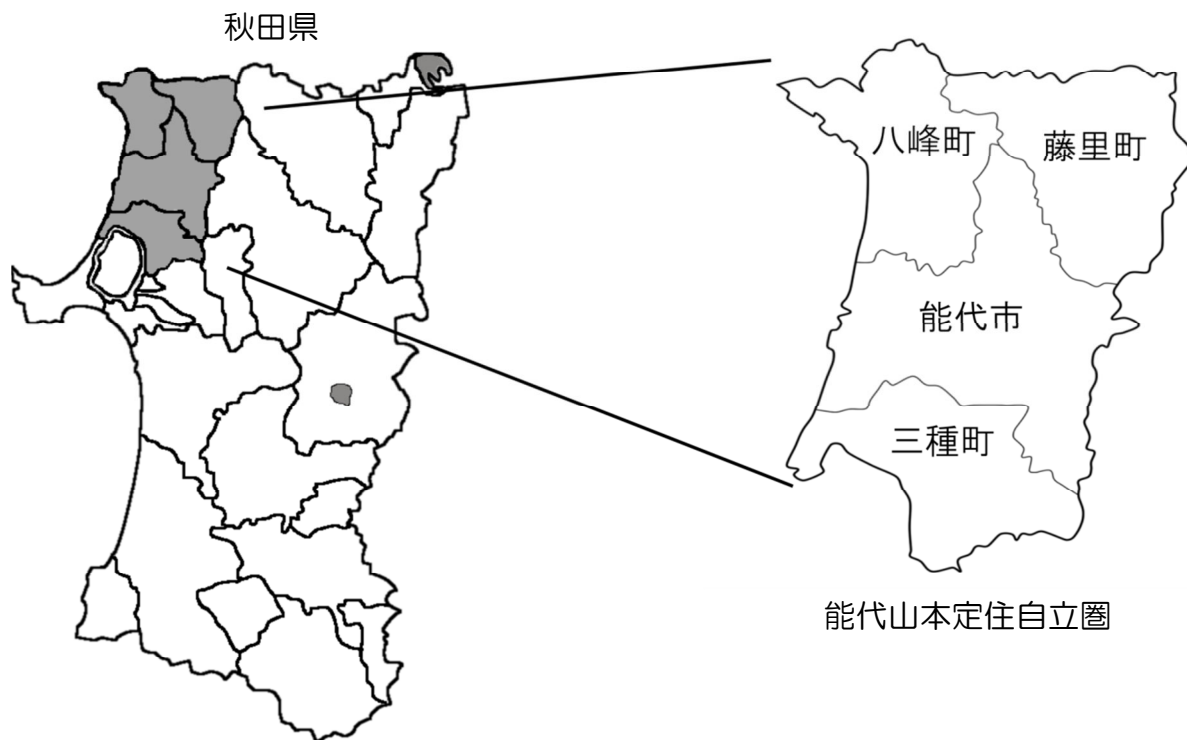 秋田県
八峰町
藤里町
能代市
三種町
能代山本定住自立圏